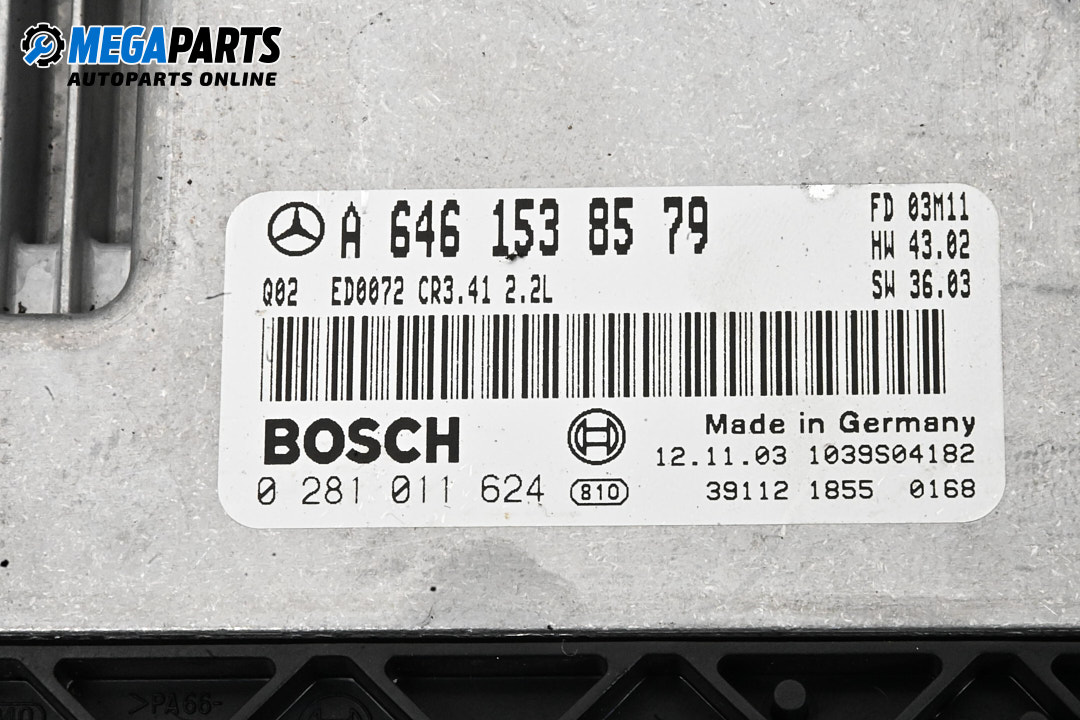 MEGAPARTS
AUTOPARTS ONLINE
A 646 153 85 79
FD 03M11
HW 43.02
Q02 ED0072 CR3.41 2.2L
SW 36.03
BOSCH
Made in Germany
12.11.03 1039S04182
0 281 011 624 810
39112 1855 0168
>PA66-